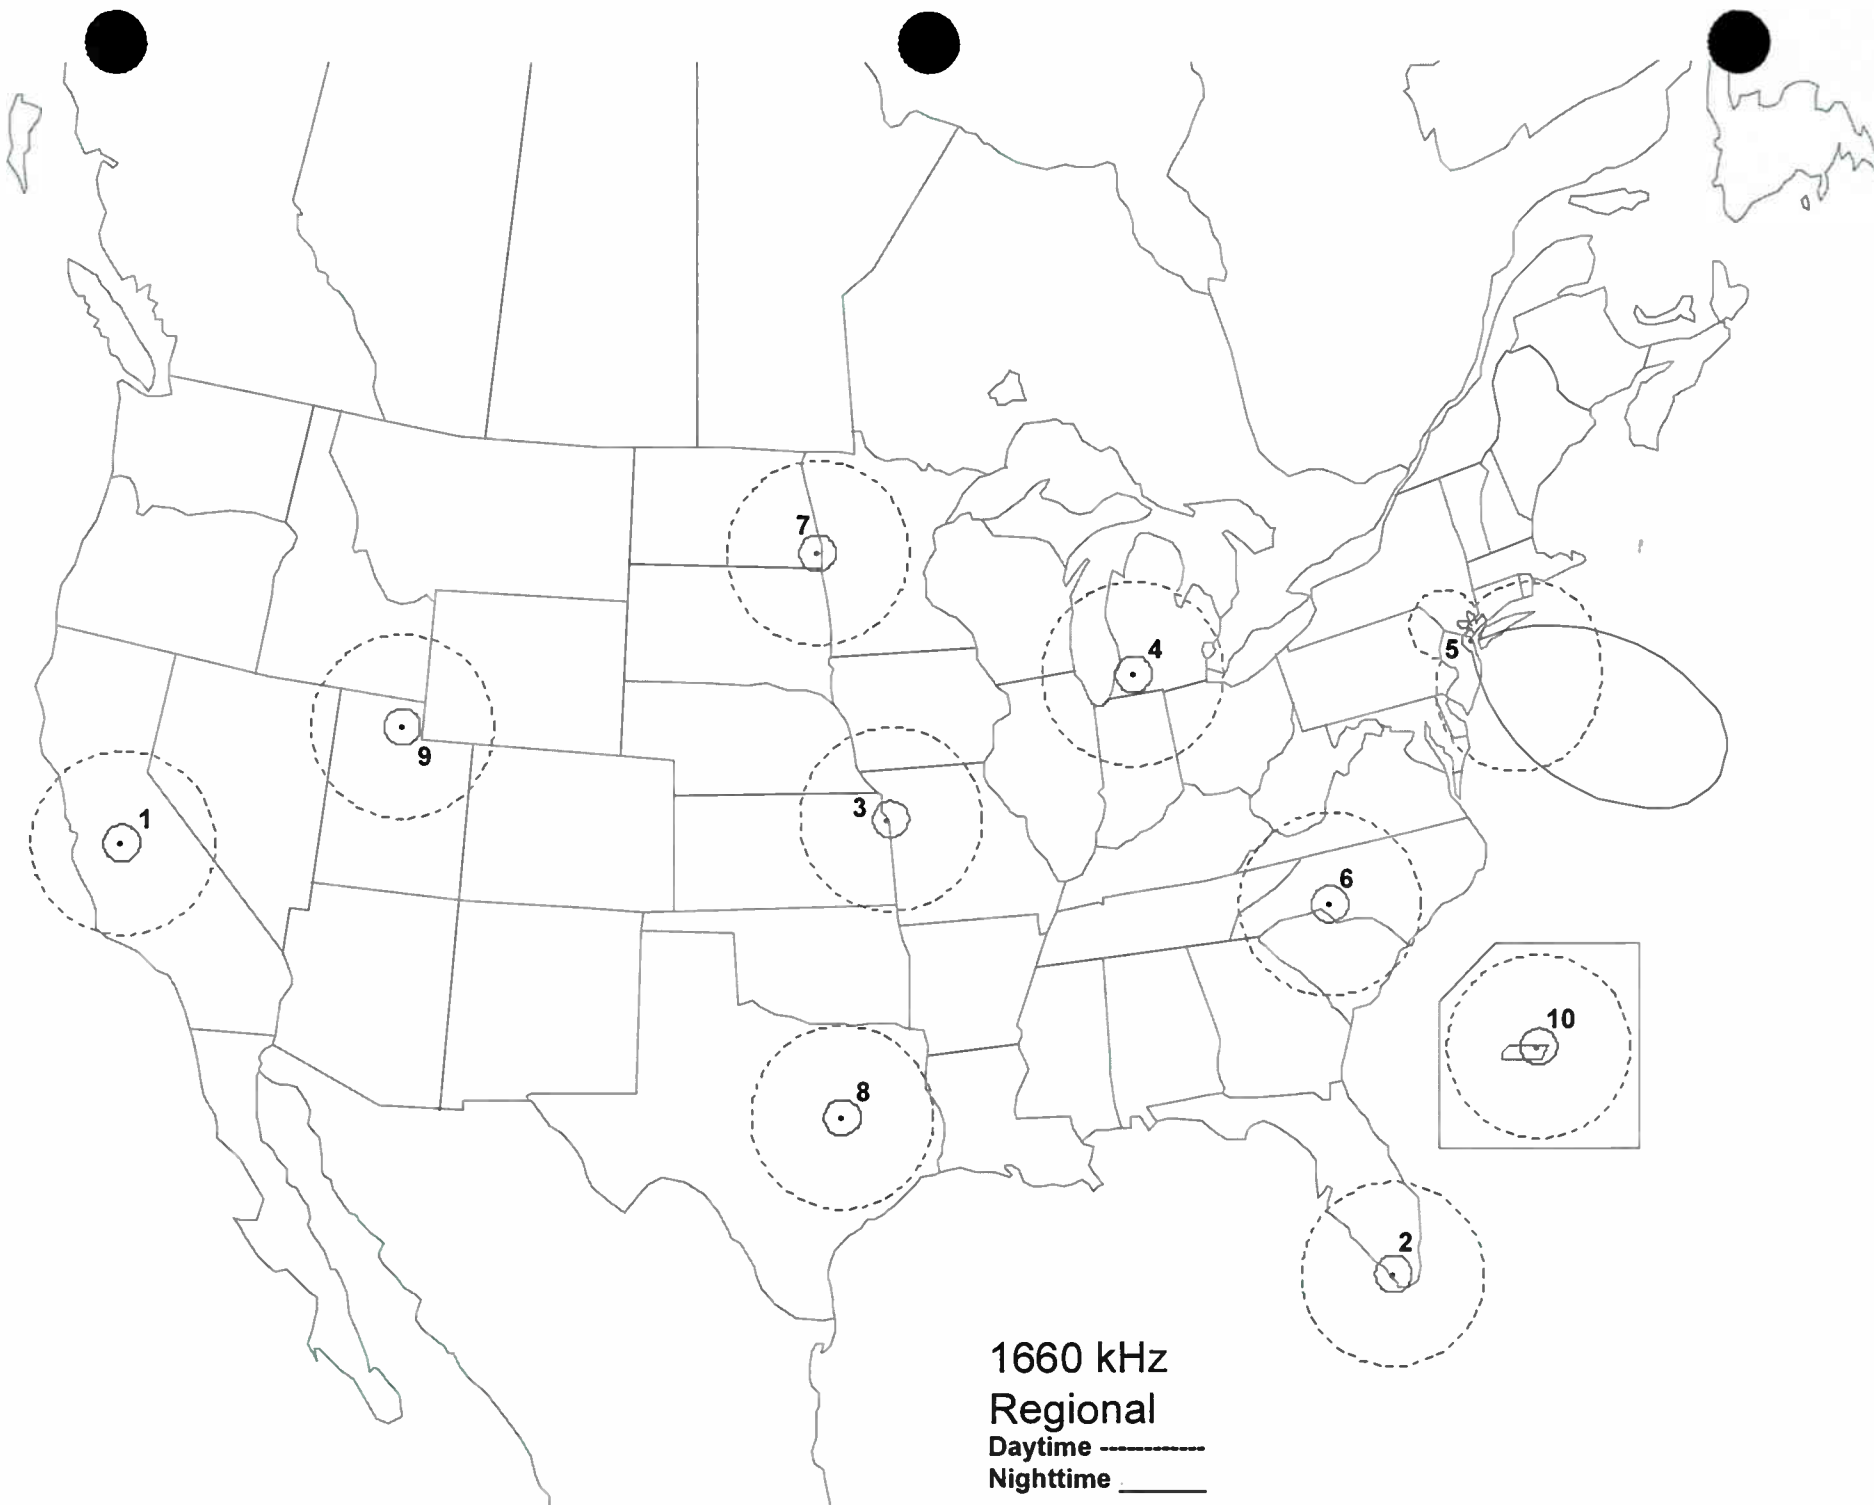 7
4
5
9
3
1
6
10
8
2
1660 kHz
Regional
Daytime ------------
Nighttime ______